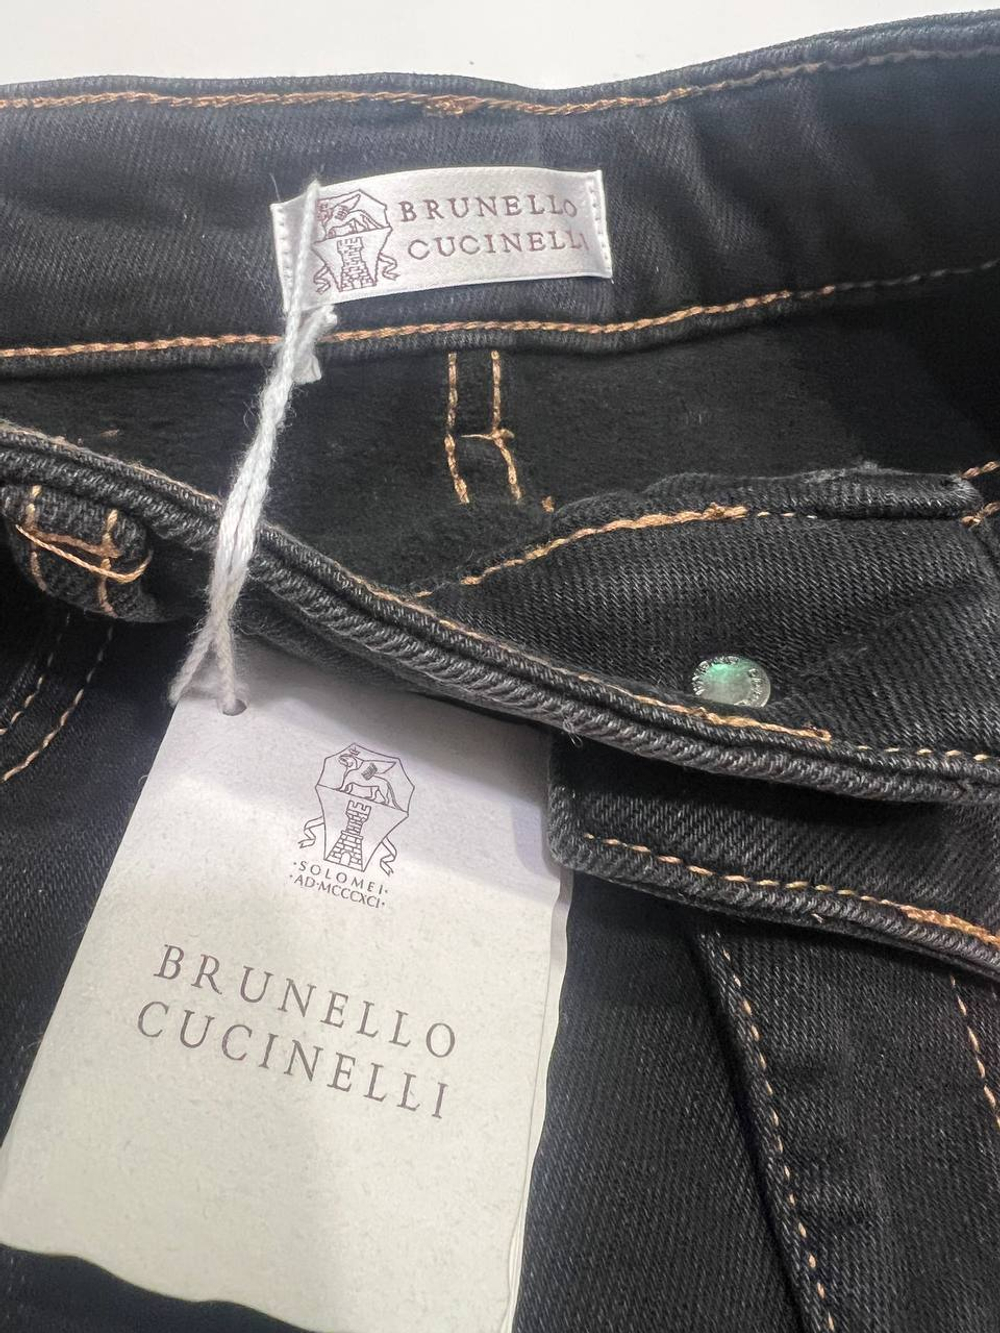 BRUNELLO
CUCINELLI
·SOLOMEI·
·AD·MCCCXCI·
BRUNELLO
CUCINELLI